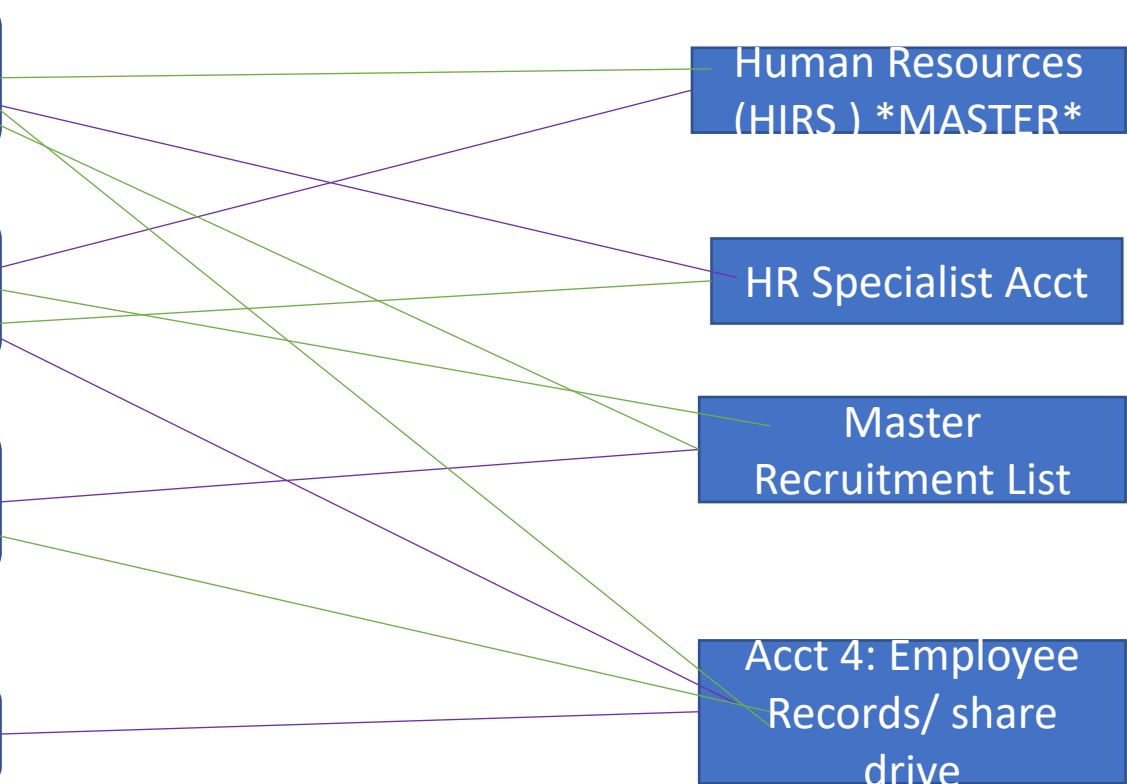 Human Resources
(HIRS ) *MASTER*
HR Specialist Acct
Master
Recruitment List
Acct 4: Employee
Records/ share
drive